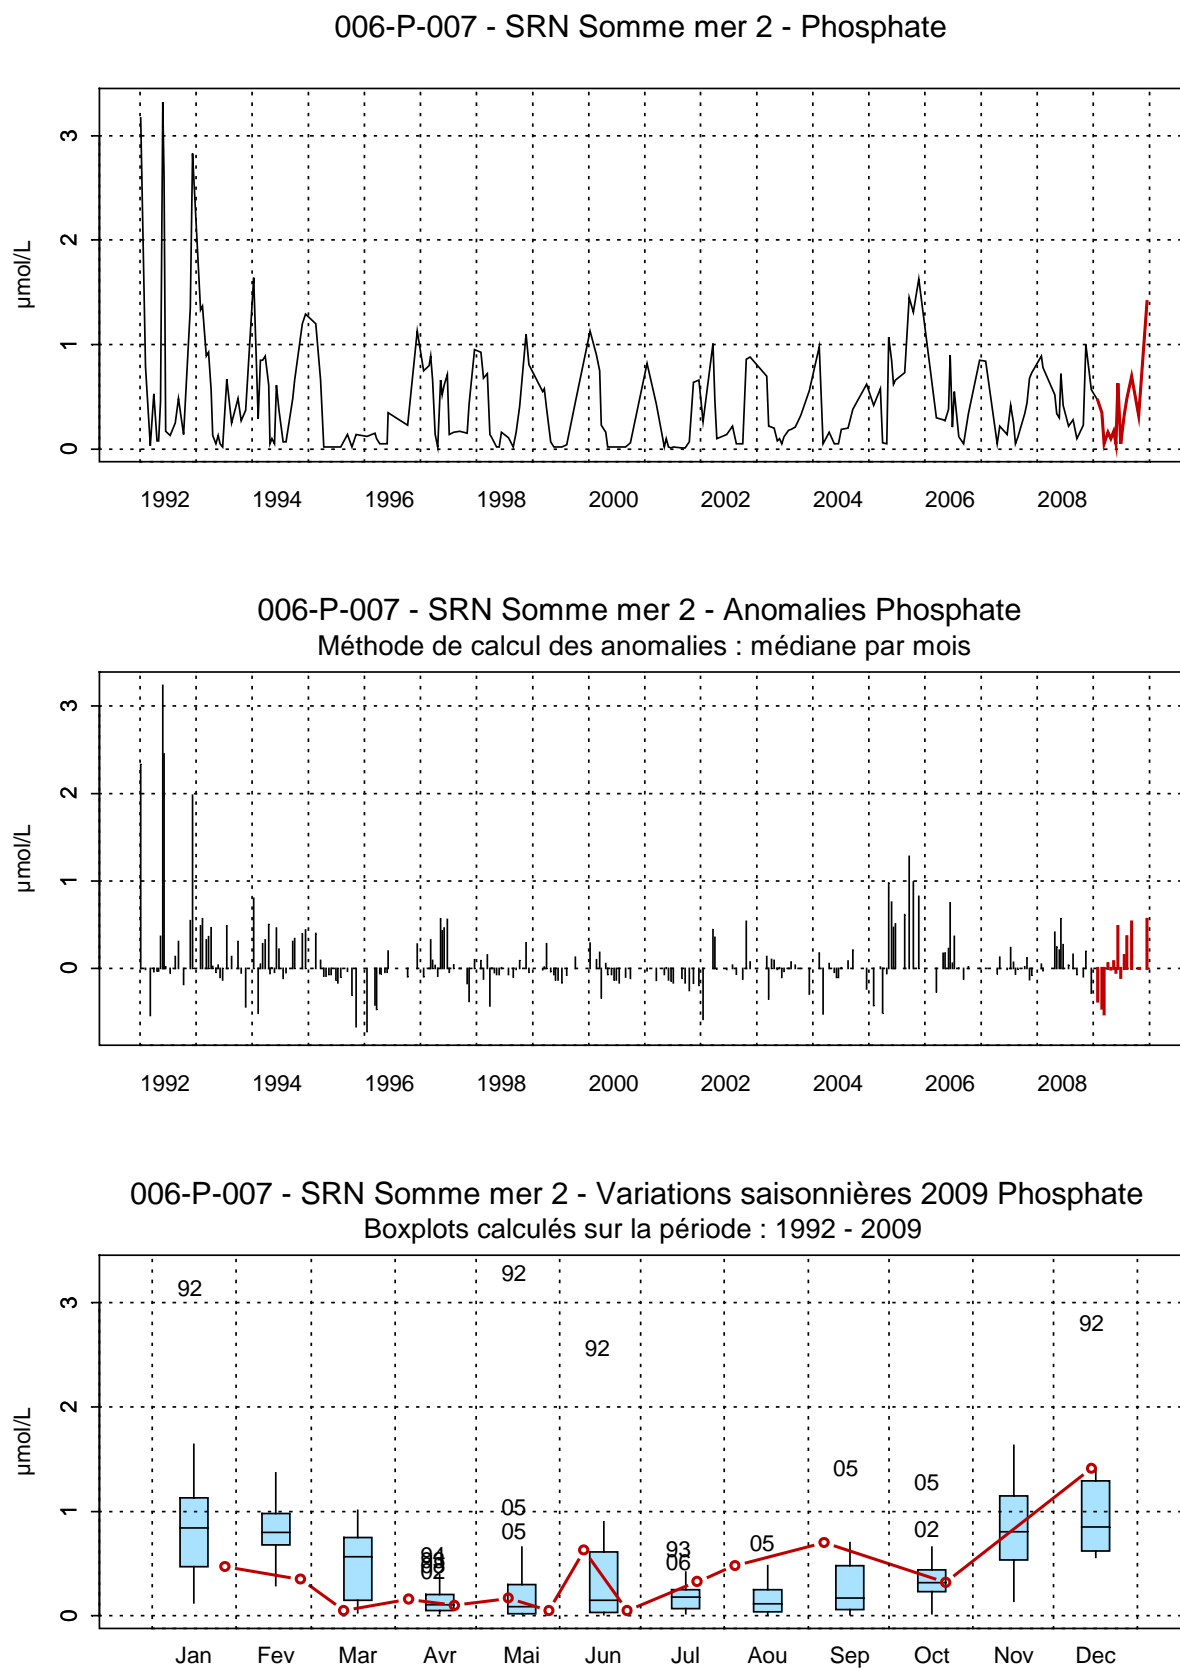 006-P-007 - SRN Somme mer 2 - Phosphate
3
2
1
0
µmol/L
1992 1994 1996 1998 2000 2002 2004 2006 2008
006-P-007 - SRN Somme mer 2 - Anomalies Phosphate
Méthode de calcul des anomalies : médiane par mois
3
2
1
0
µmol/L
1992 1994 1996 1998 2000 2002 2004 2006 2008
006-P-007 - SRN Somme mer 2 - Variations saisonnières 2009 Phosphate
Boxplots calculés sur la période : 1992 - 2009
92 92
3
92 92
2
µmol/L
05 05
1
05
05 02
94 93 05
02 06
0
Jan Fev Mar Avr Mai Jun Jul Aou Sep Oct Nov Dec